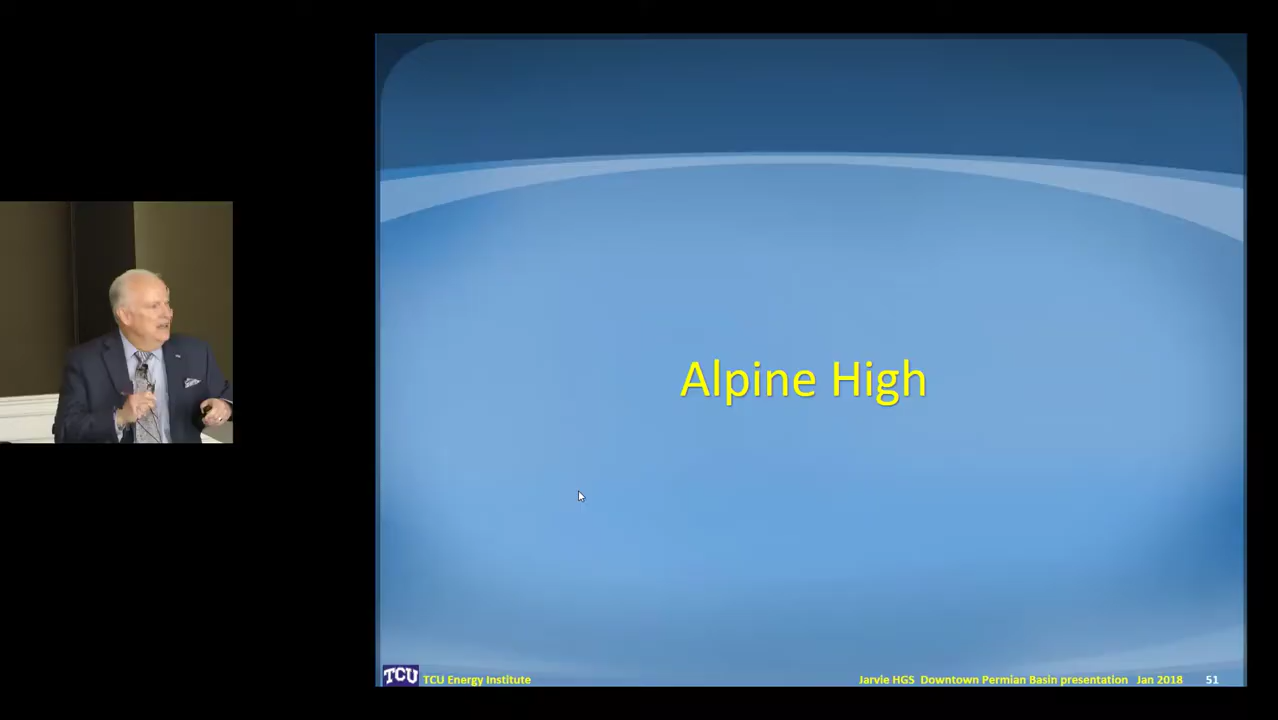 Alpine High
TCU TCU Energy Institute
Jarvie HGS Downtown Permian Basin presentation Jan 2018 51